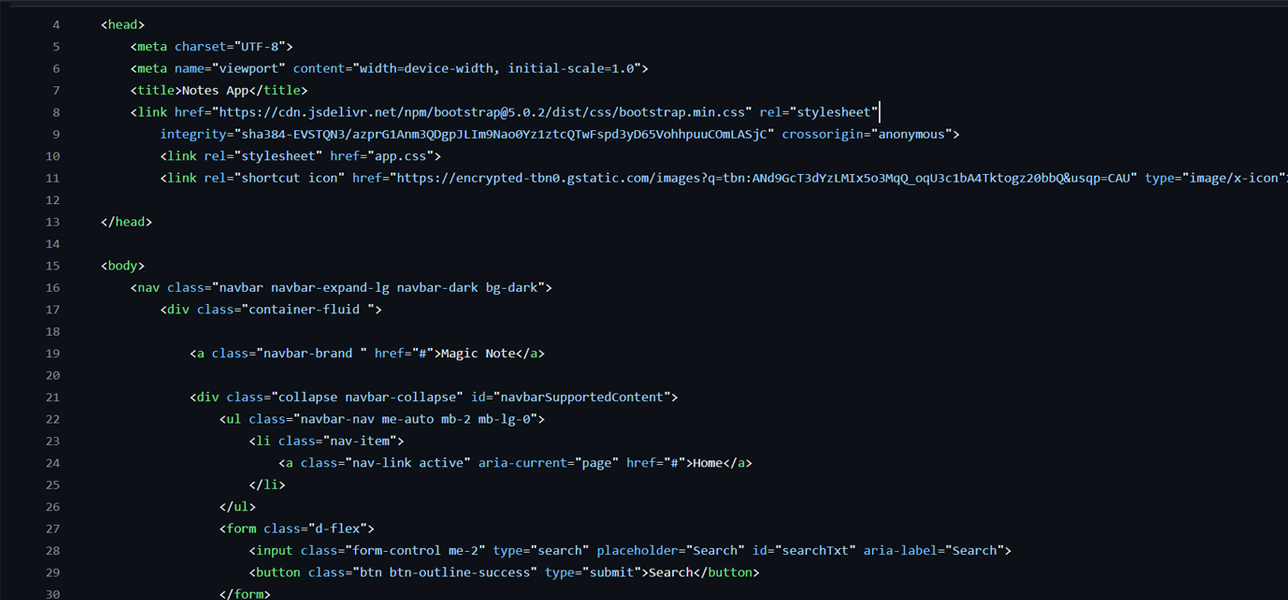 4 <head>
5 <meta charset="UTF-8">
6 <meta name="viewport" content="width=device-width, initial-scale=1.0">
7 <title>Notes App</title>
8 <link href="https://cdn.jsdelivr.net/npm/bootstrap@5.0.2/dist/css/bootstrap.min.css" rel="stylesheet"
9 integrity="sha384-EVSTQN3/azprG1Anm3QDgpJLIm9Nao0Yz1ztcQTwFspd3yD65VohhpuuCOmLASjC" crossorigin="anonymous">
10 <link rel="stylesheet" href="app.css">
11 <link rel="shortcut icon" href="https://encrypted-tbn0.gstatic.com/images?q=tbn:ANd9GcT3dYzLMIx5o3MqQ_oqU3c1bA4Tktogz20bbQ&usqp=CAU" type="image/x-icon"
12
13 </head>
14
15 <body>
16 <nav class="navbar navbar-expand-lg navbar-dark bg-dark">
17 <div class="container-fluid ">
18
19 <a class="navbar-brand " href="#">Magic Note</a>
20
21 <div class="collapse navbar-collapse" id="navbarSupportedContent">
22 <ul class="navbar-nav me-auto mb-2 mb-lg-0">
23 <li class="nav-item">
24 <a class="nav-link active" aria-current="page" href="#">Home</a>
25 </li>
26 </ul>
27 <form class="d-flex">
28 <input class="form-control me-2" type="search" placeholder="Search" id="searchTxt" aria-label="Search">
29 <button class="btn btn-outline-success" type="submit">Search</button>
30 </form>